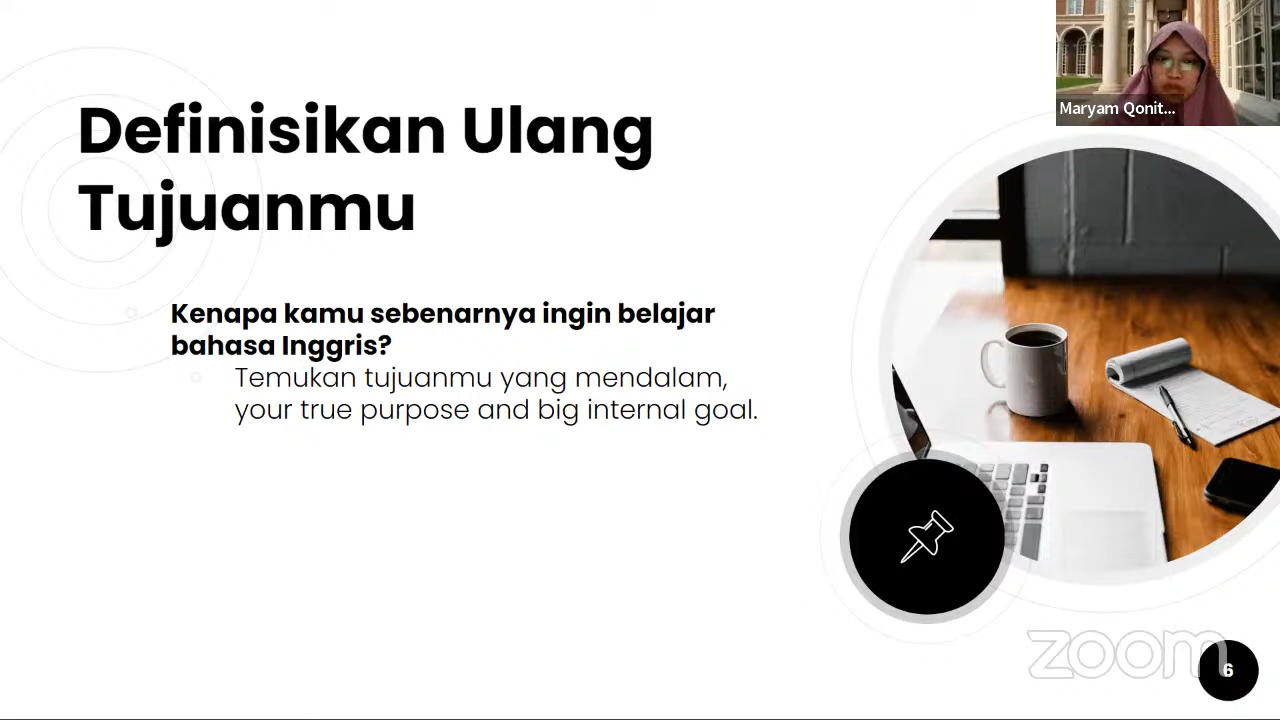 Maryam Qonit...
Definisikan Ulang
Tujuanmu
Kenapa kamu sebenarnya ingin belajar
bahasa Inggris?
Temukan tujuanmu yang mendalam,
your true purpose and big internal goal.
zoom
6